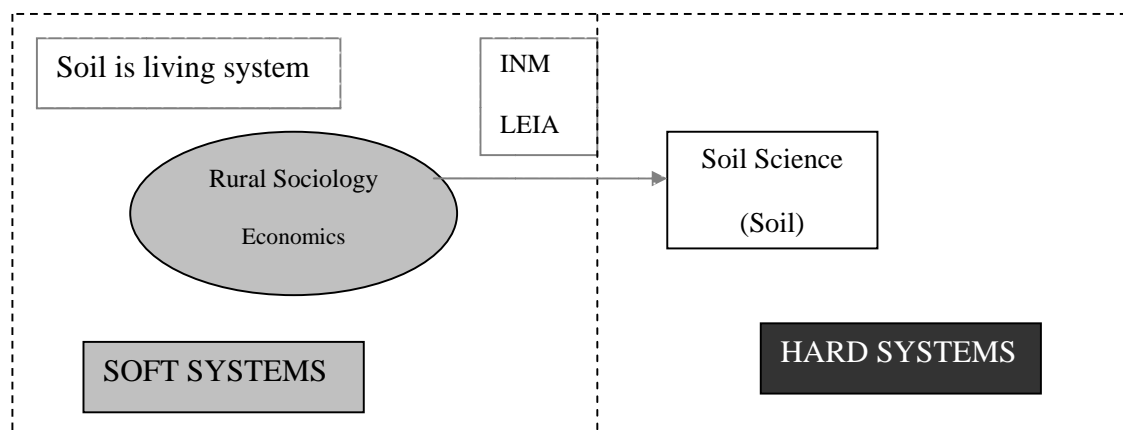 Soil is living system
INM
LEIA
Rural Sociology
Economics
Soil Science
(Soil)
SOFT SYSTEMS
HARD SYSTEMS